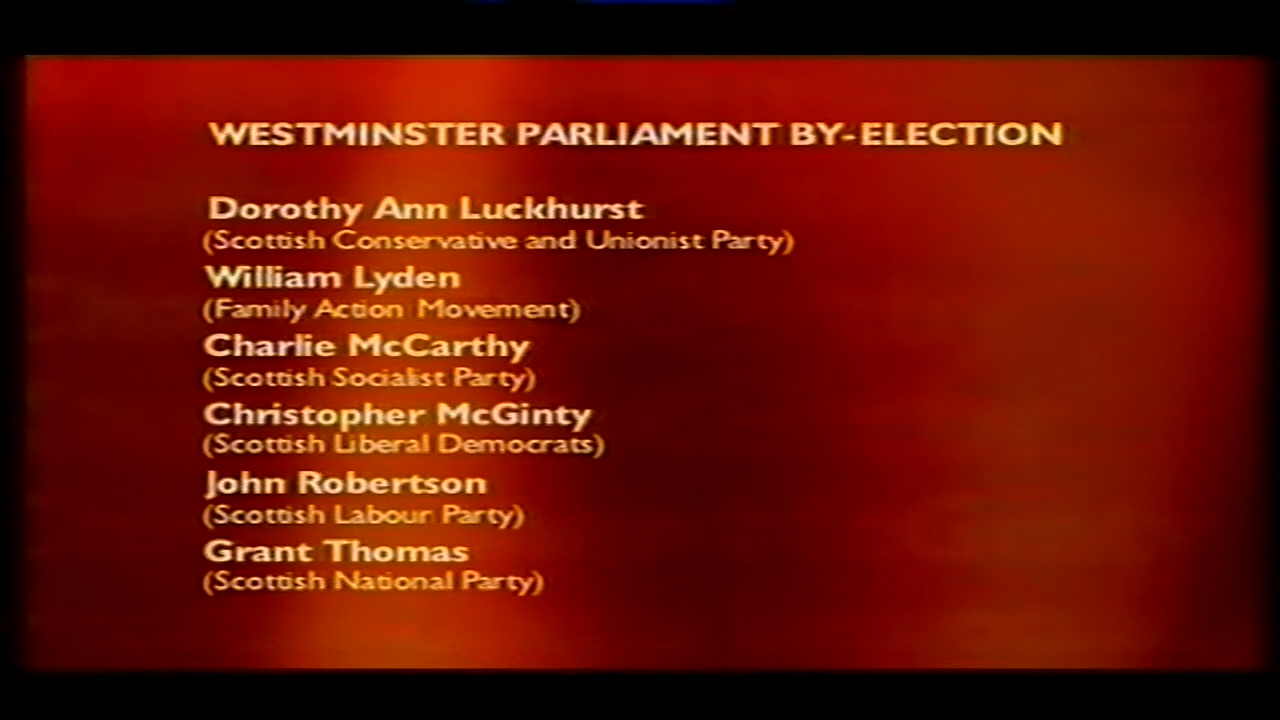 WESTMINSTER PARLIAMENT BY-ELECTION
Dorothy Ann Luckhurst
(Scottish Conservative and Unionist Party)
William Lyden
(Family Action Movement)
Charlie McCarthy
(Scottish Socialist Party)
Christopher McGinty
(Scottish Liberal Democrats)
John Robertson
(Scottish Labour Party)
Grant Thomas
(Scottish National Party)